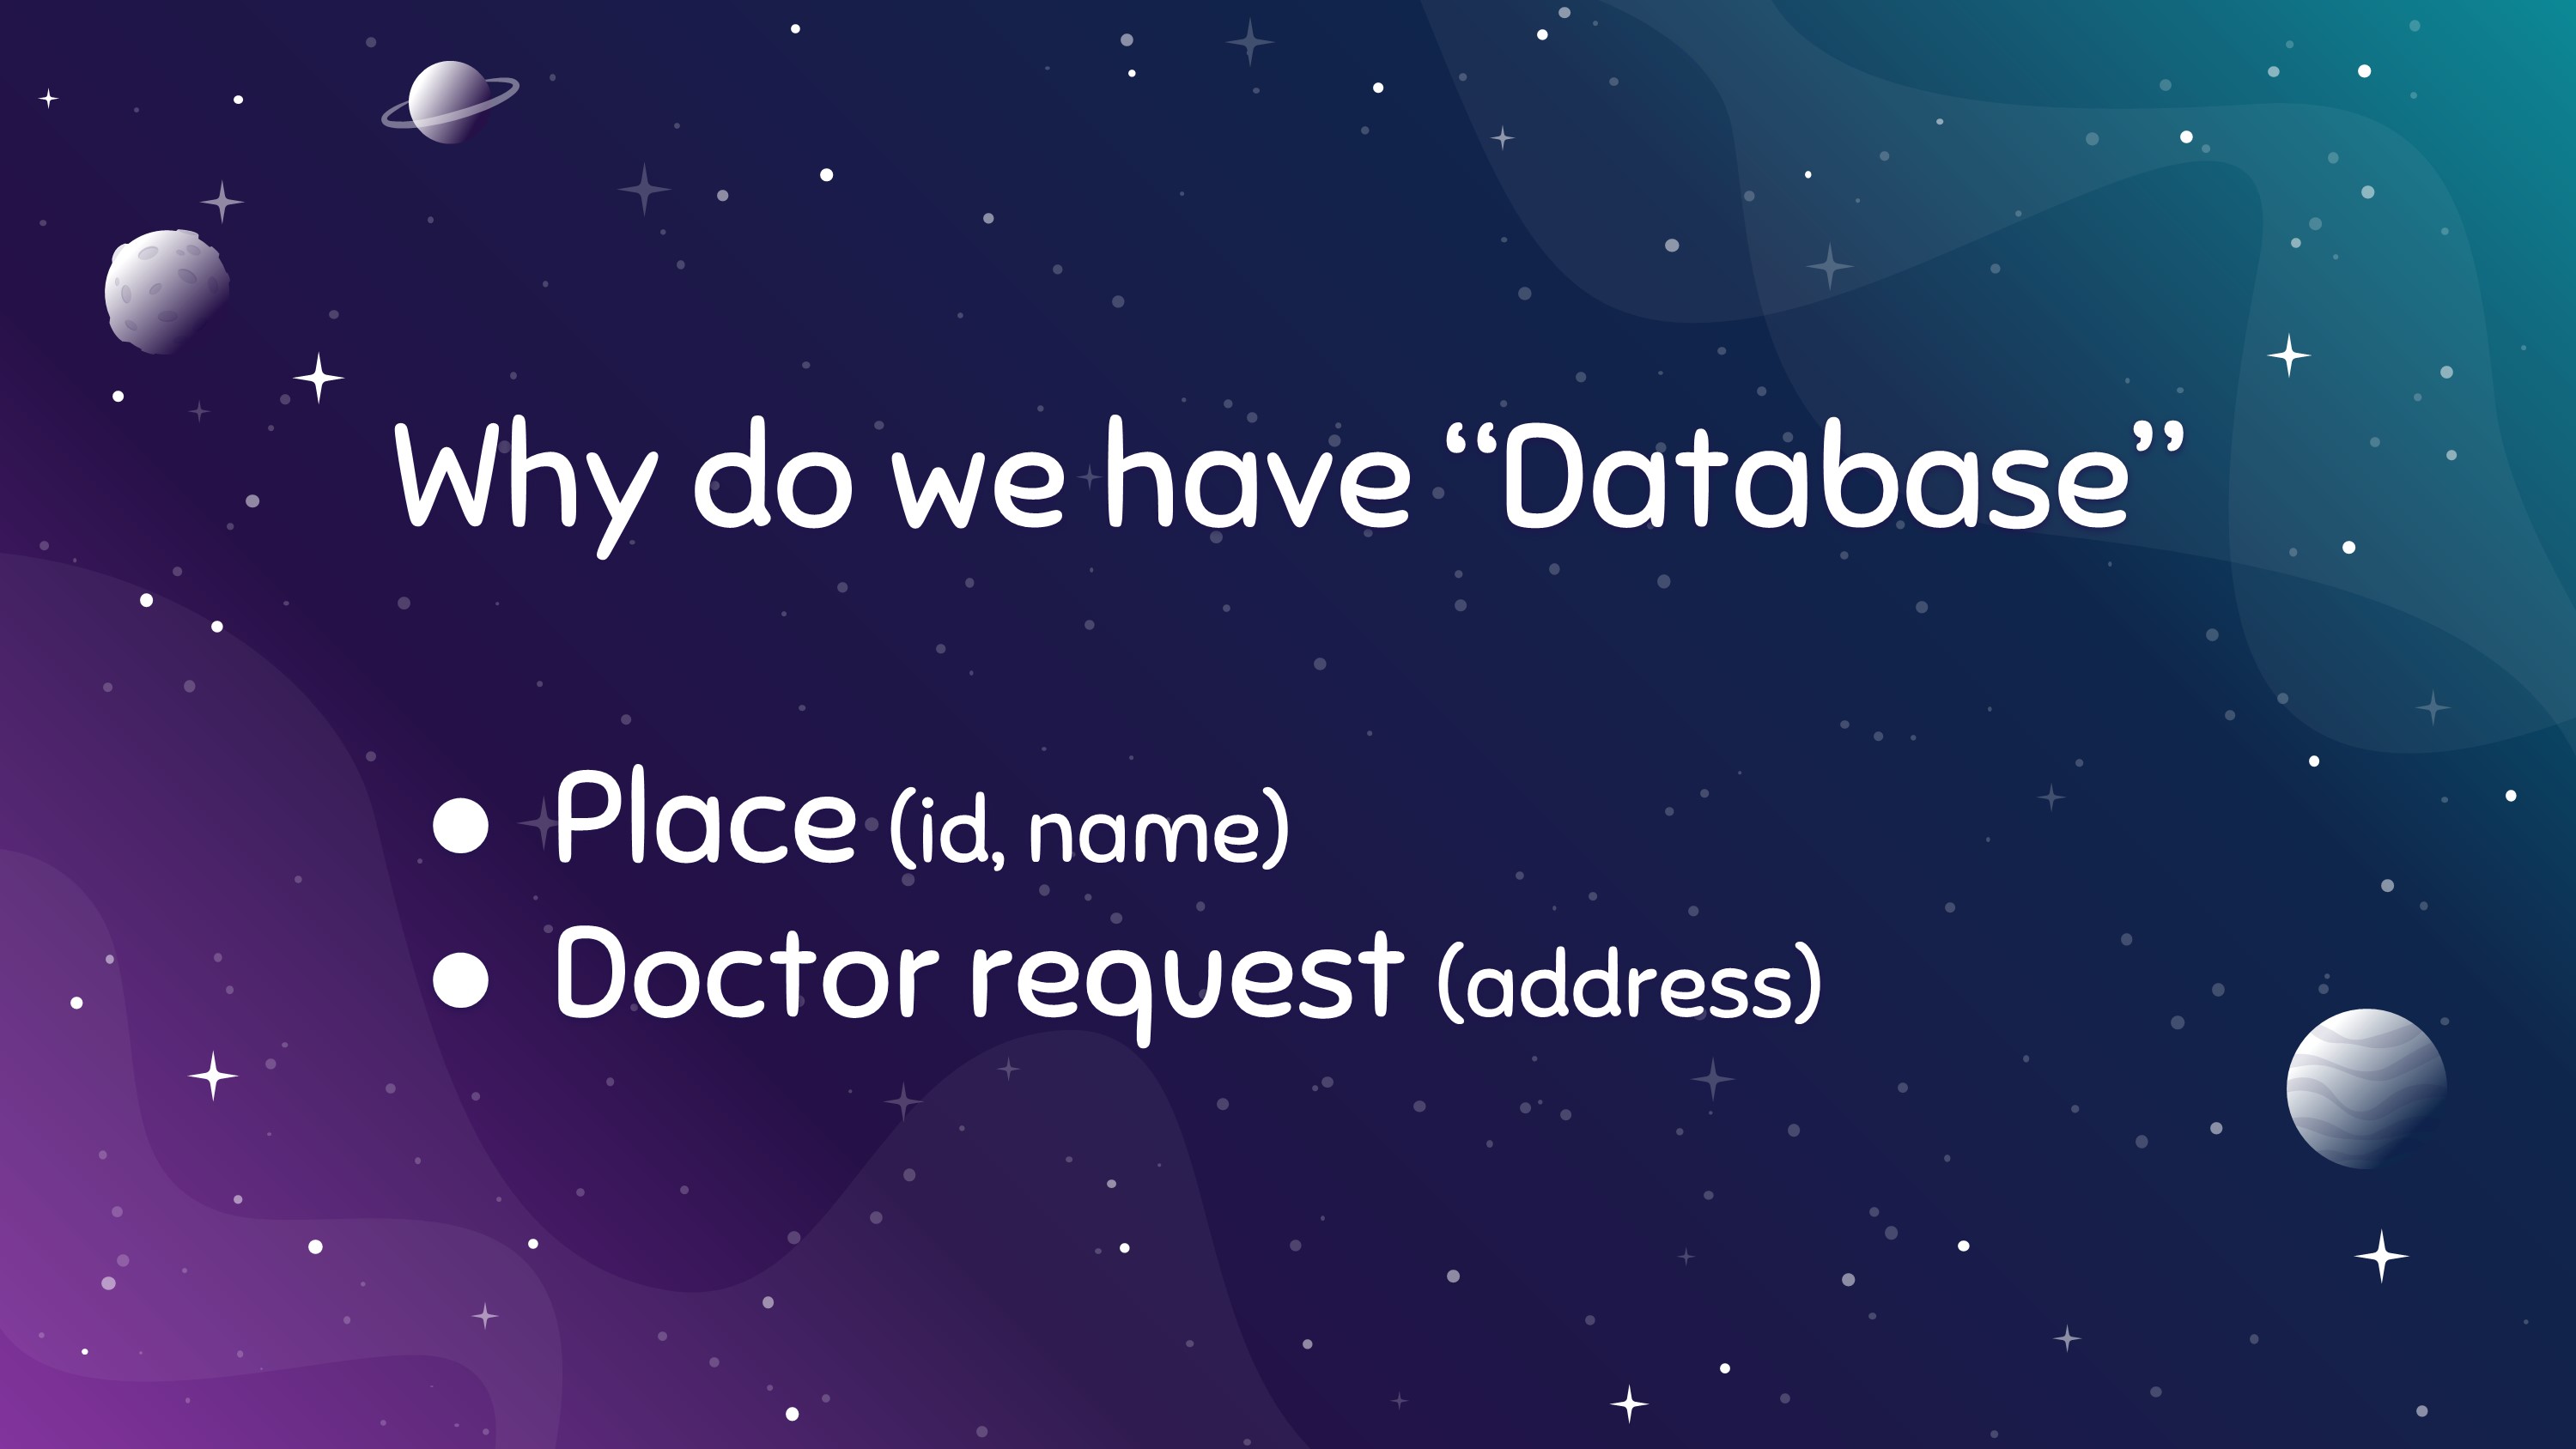 Why do we have “Database”
● Place (id, name)
● Doctor request (address)